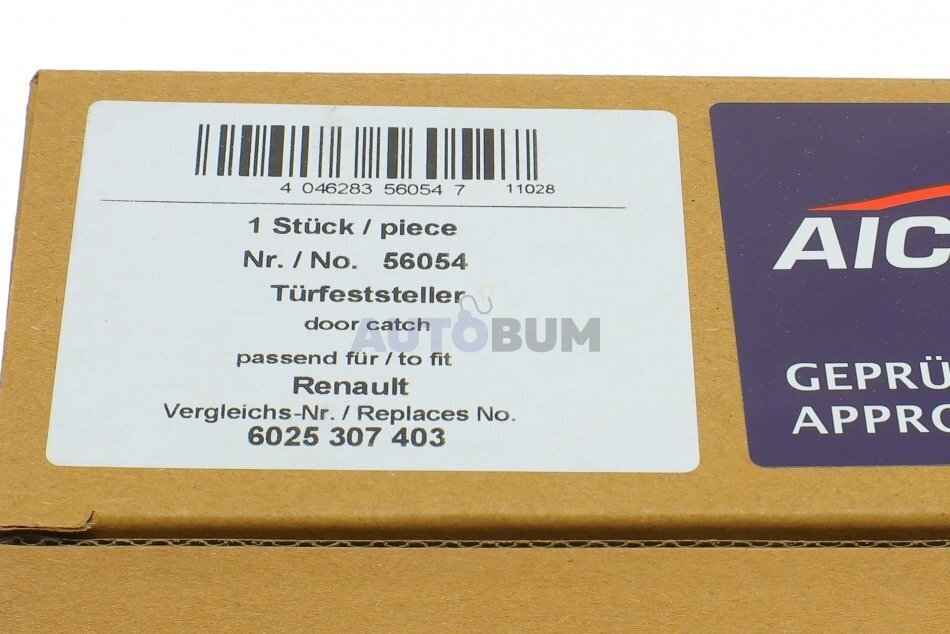 4 046283 56054 7 11028
1 Stück / piece
Nr. / No. 56054
Türfeststeller
door catch
AUTOBUM
passend für / to fit
Renault
Vergleichs-Nr. / Replaces No.
6025 307 403
AIC
GEPRÜ
APPRO